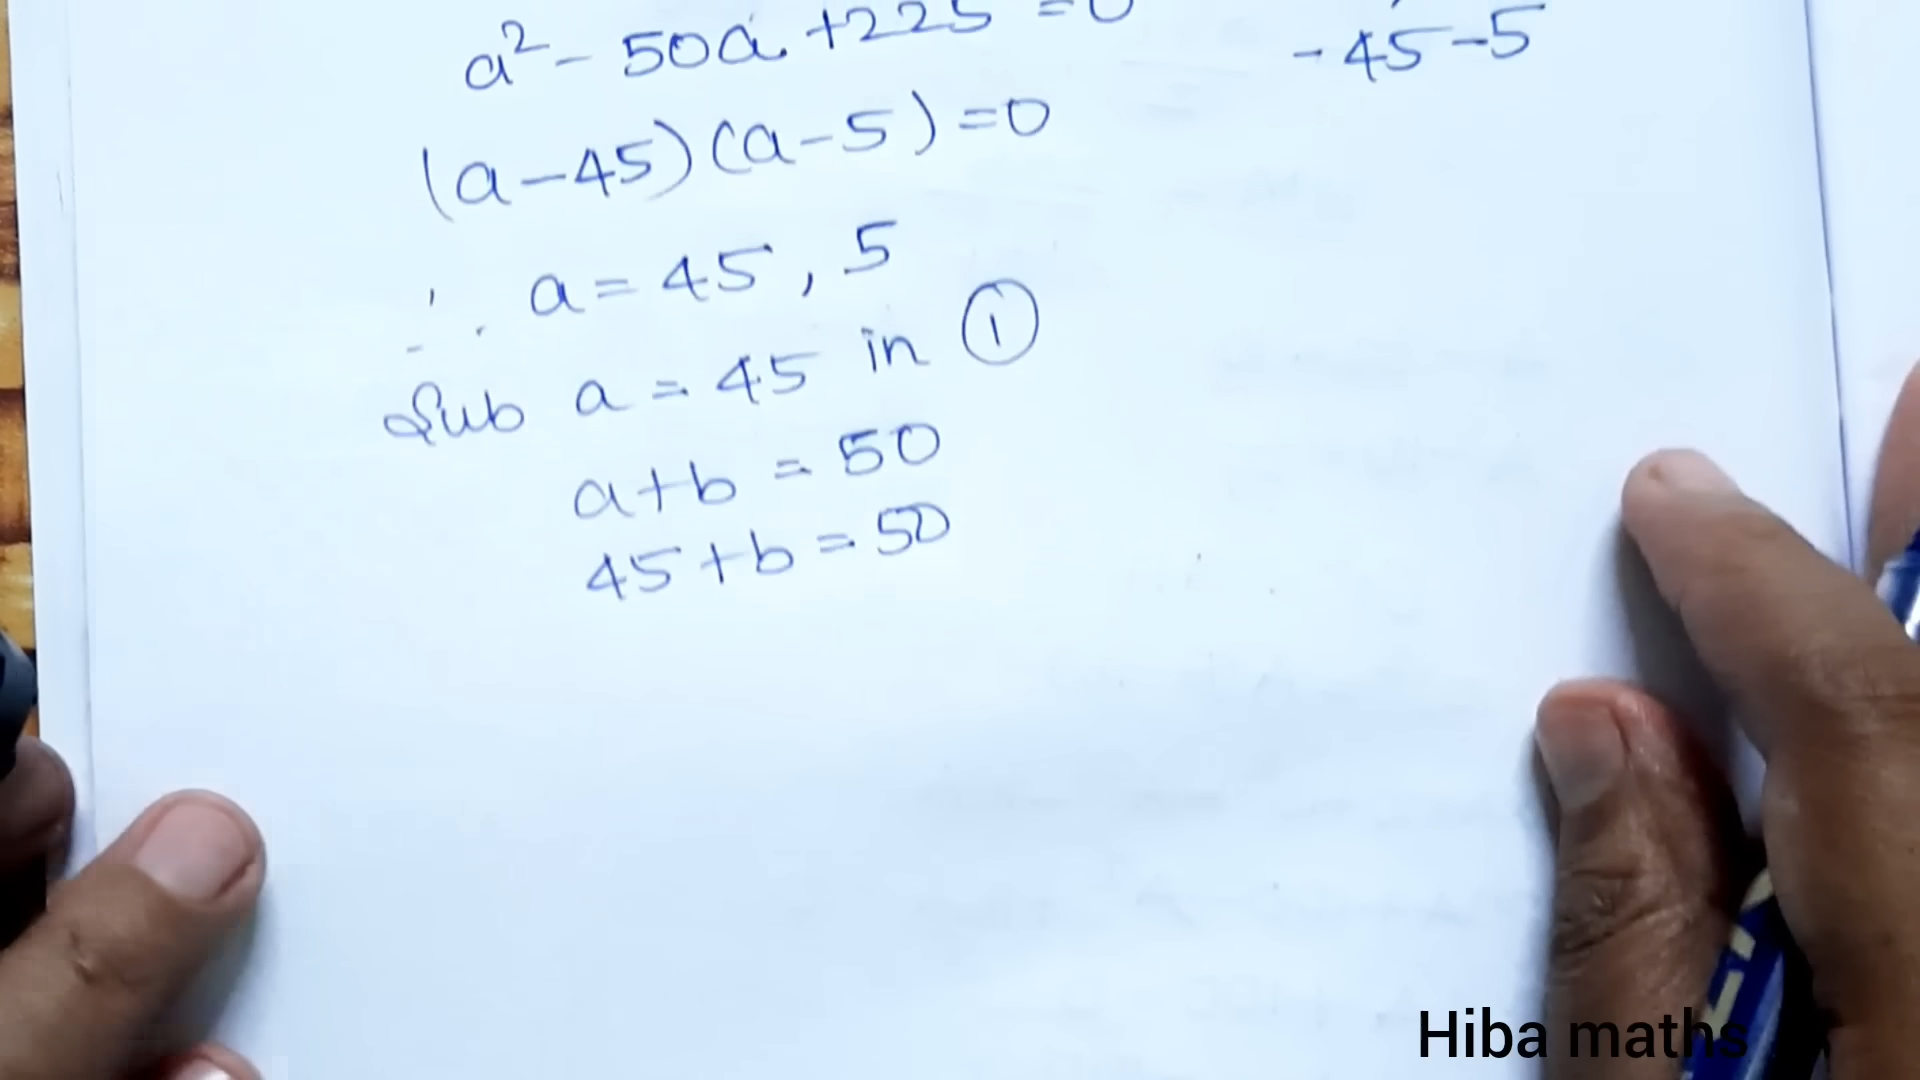 a² - 50a + 225 = 0
- 45 - 5
(a - 45) (a - 5) = 0
∴ a = 45, 5
Sub a = 45 in ①
a + b = 50
45 + b = 50
Hiba maths